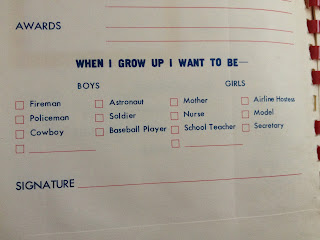 AWARDS
WHEN I GROW UP I WANT TO BE—
BOYS GIRLS
Fireman Astronaut Mother Airline Hostess
Policeman Soldier Nurse Model
Cowboy Baseball Player School Teacher Secretary
SIGNATURE